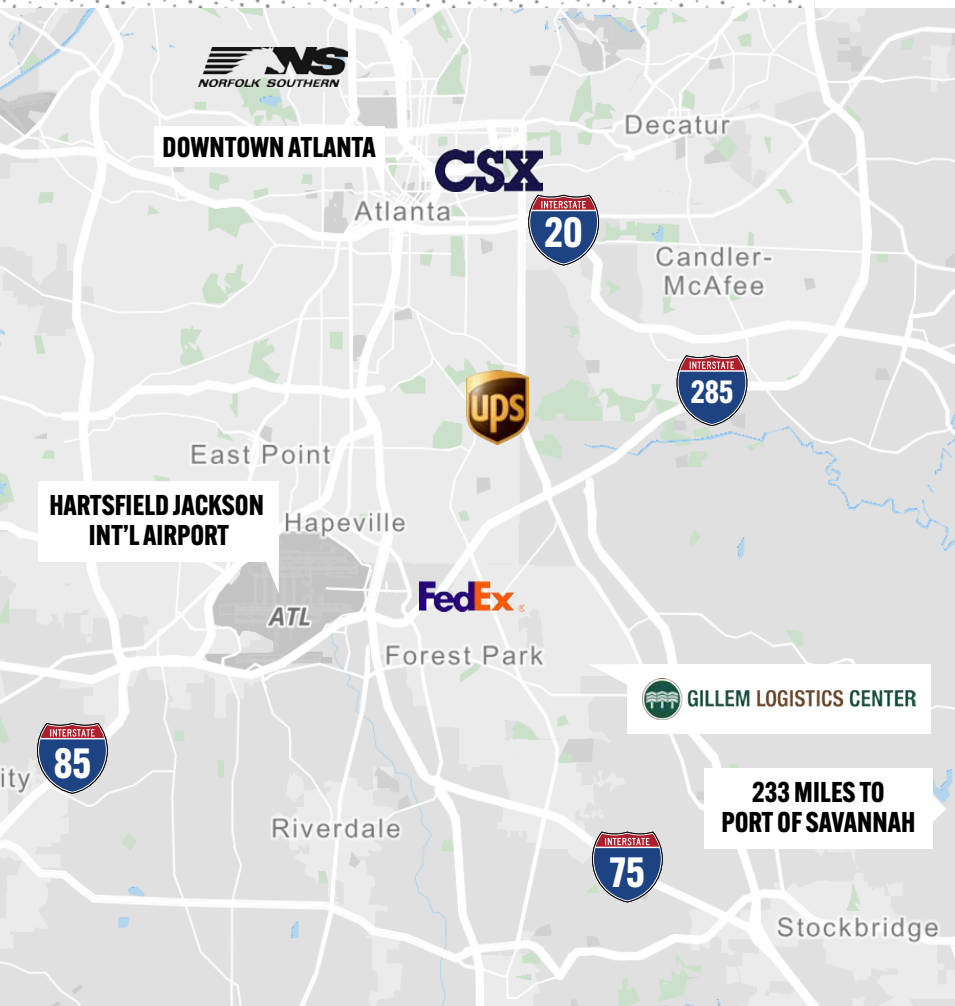 NS
NORFOLK SOUTHERN
Decatur
DOWNTOWN ATLANTA
CSX
Atlanta
INTERSTATE
20
Candler-
McAfee
INTERSTATE
285
ups
East Point
HARTSFIELD JACKSON
INT'L AIRPORT
Hapeville
FedEx
ATL
Forest Park
GILLEM LOGISTICS CENTER
INTERSTATE
85
ity
233 MILES TO
PORT OF SAVANNAH
Riverdale
INTERSTATE
75
Stockbridge